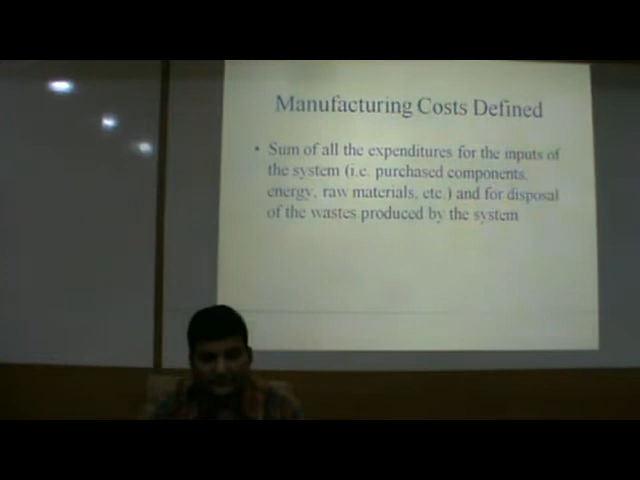 Manufacturing Costs Defined
• Sum of all the expenditures for the inputs of
the system (i.e. purchased components,
energy, raw materials, etc.) and for disposal
of the wastes produced by the system